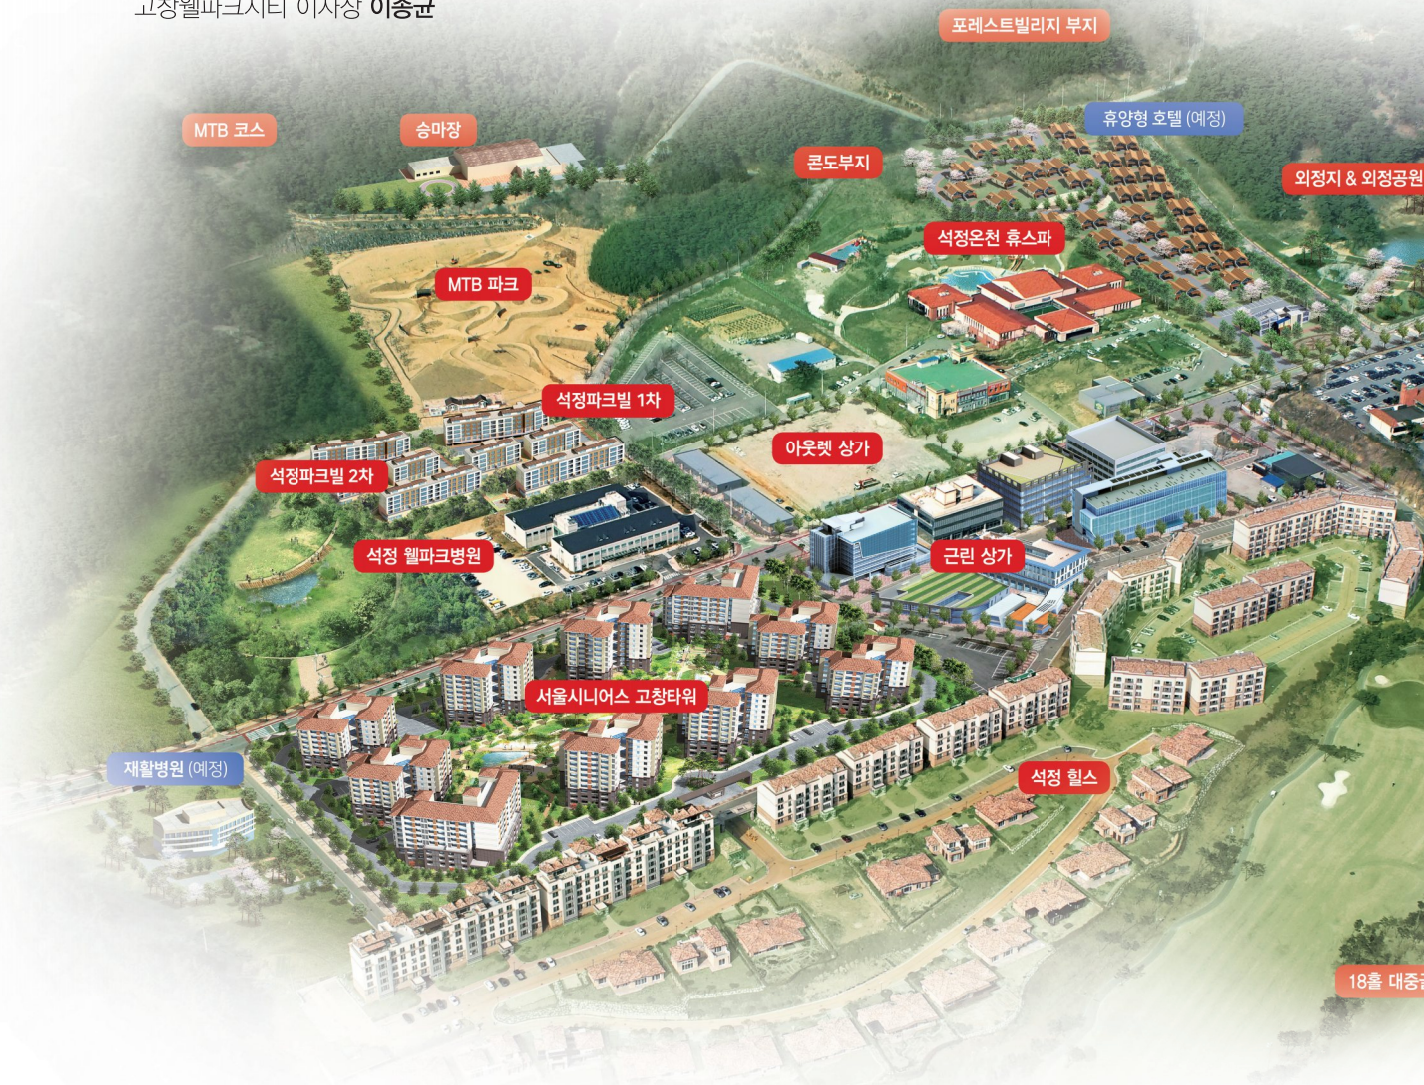 고창웰파크시티 이사장 이종균
포레스트빌리지 부지
MTB 코스
승마장
휴양형 호텔 (예정)
콘도부지
외정지 & 외정공원
석정온천 휴스파
MTB 파크
석정파크빌 1차
아웃렛 상가
석정파크빌 2차
석정 웰파크병원
근린 상가
서울시니어스 고창타워
재활병원 (예정)
석정 힐스
18홀 대중